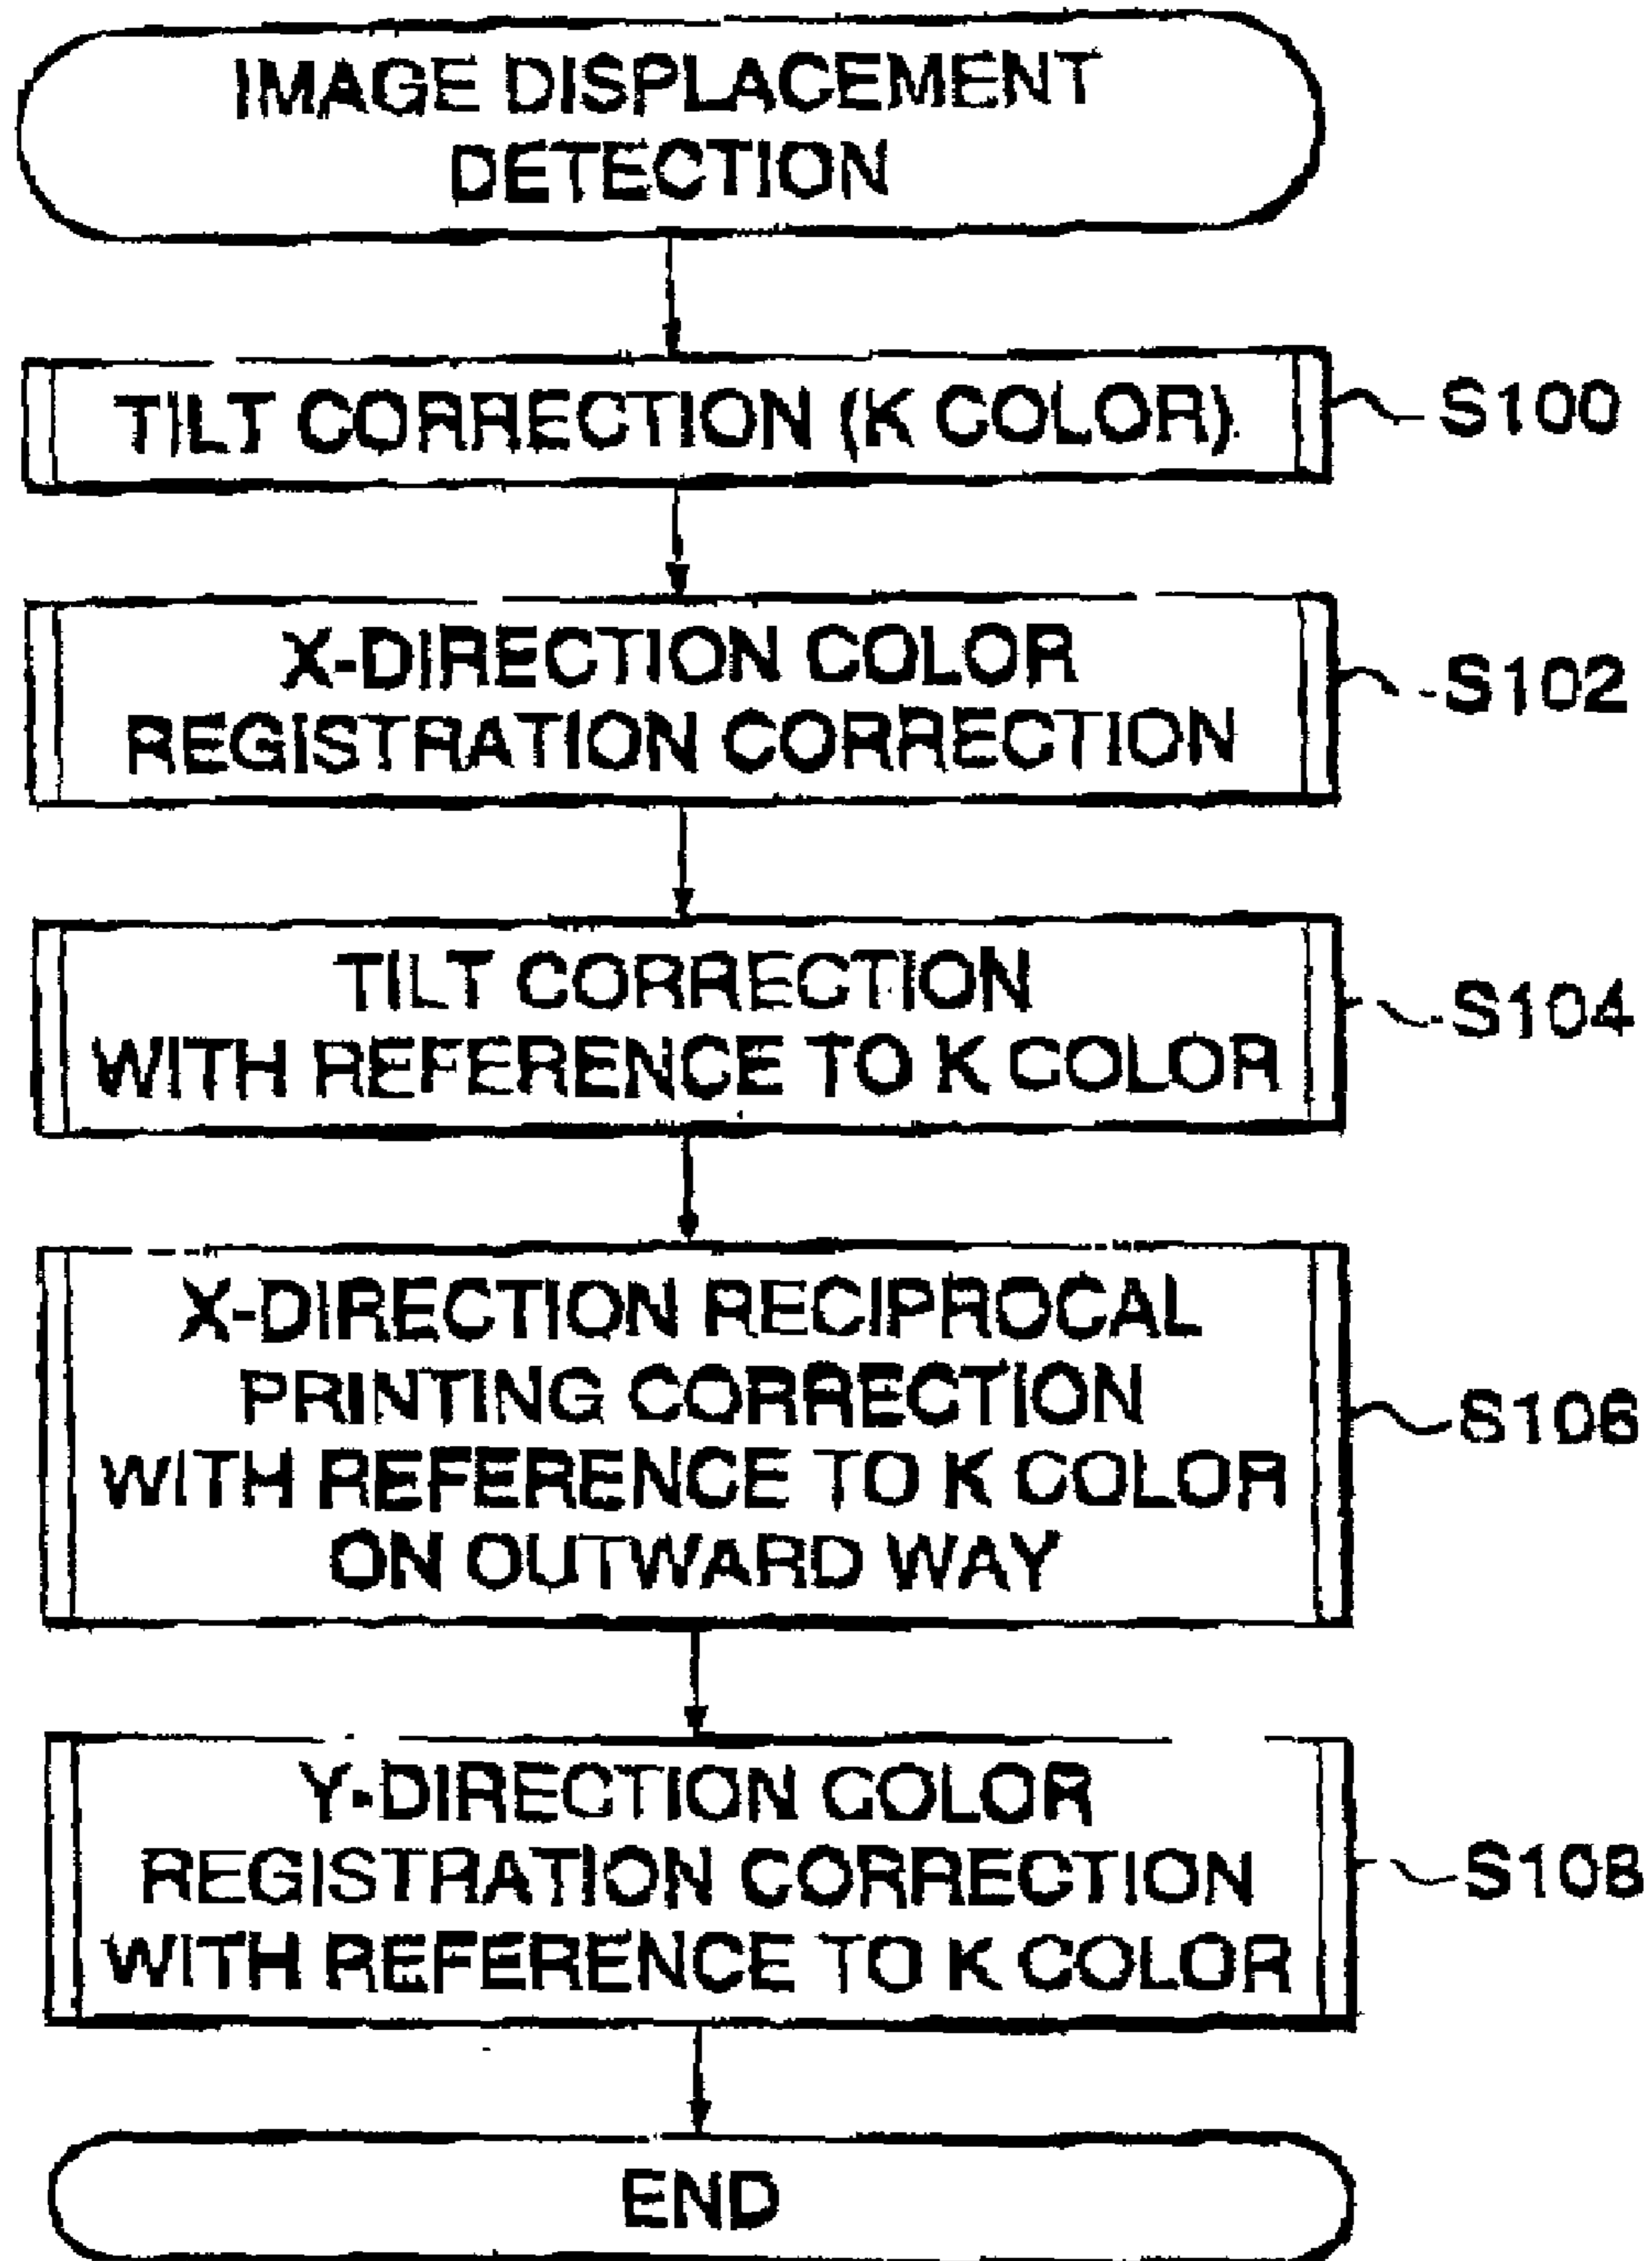 IMAGE DISPLACEMENT
DETECTION
TILT CORRECTION (K COLOR)
S100
X-DIRECTION COLOR
REGISTRATION CORRECTION
S102
TILT CORRECTION
WITH REFERENCE TO K COLOR
S104
X-DIRECTION RECIPROCAL
PRINTING CORRECTION
WITH REFERENCE TO K COLOR
ON OUTWARD WAY
S106
Y-DIRECTION COLOR
REGISTRATION CORRECTION
WITH REFERENCE TO K COLOR
S108
END